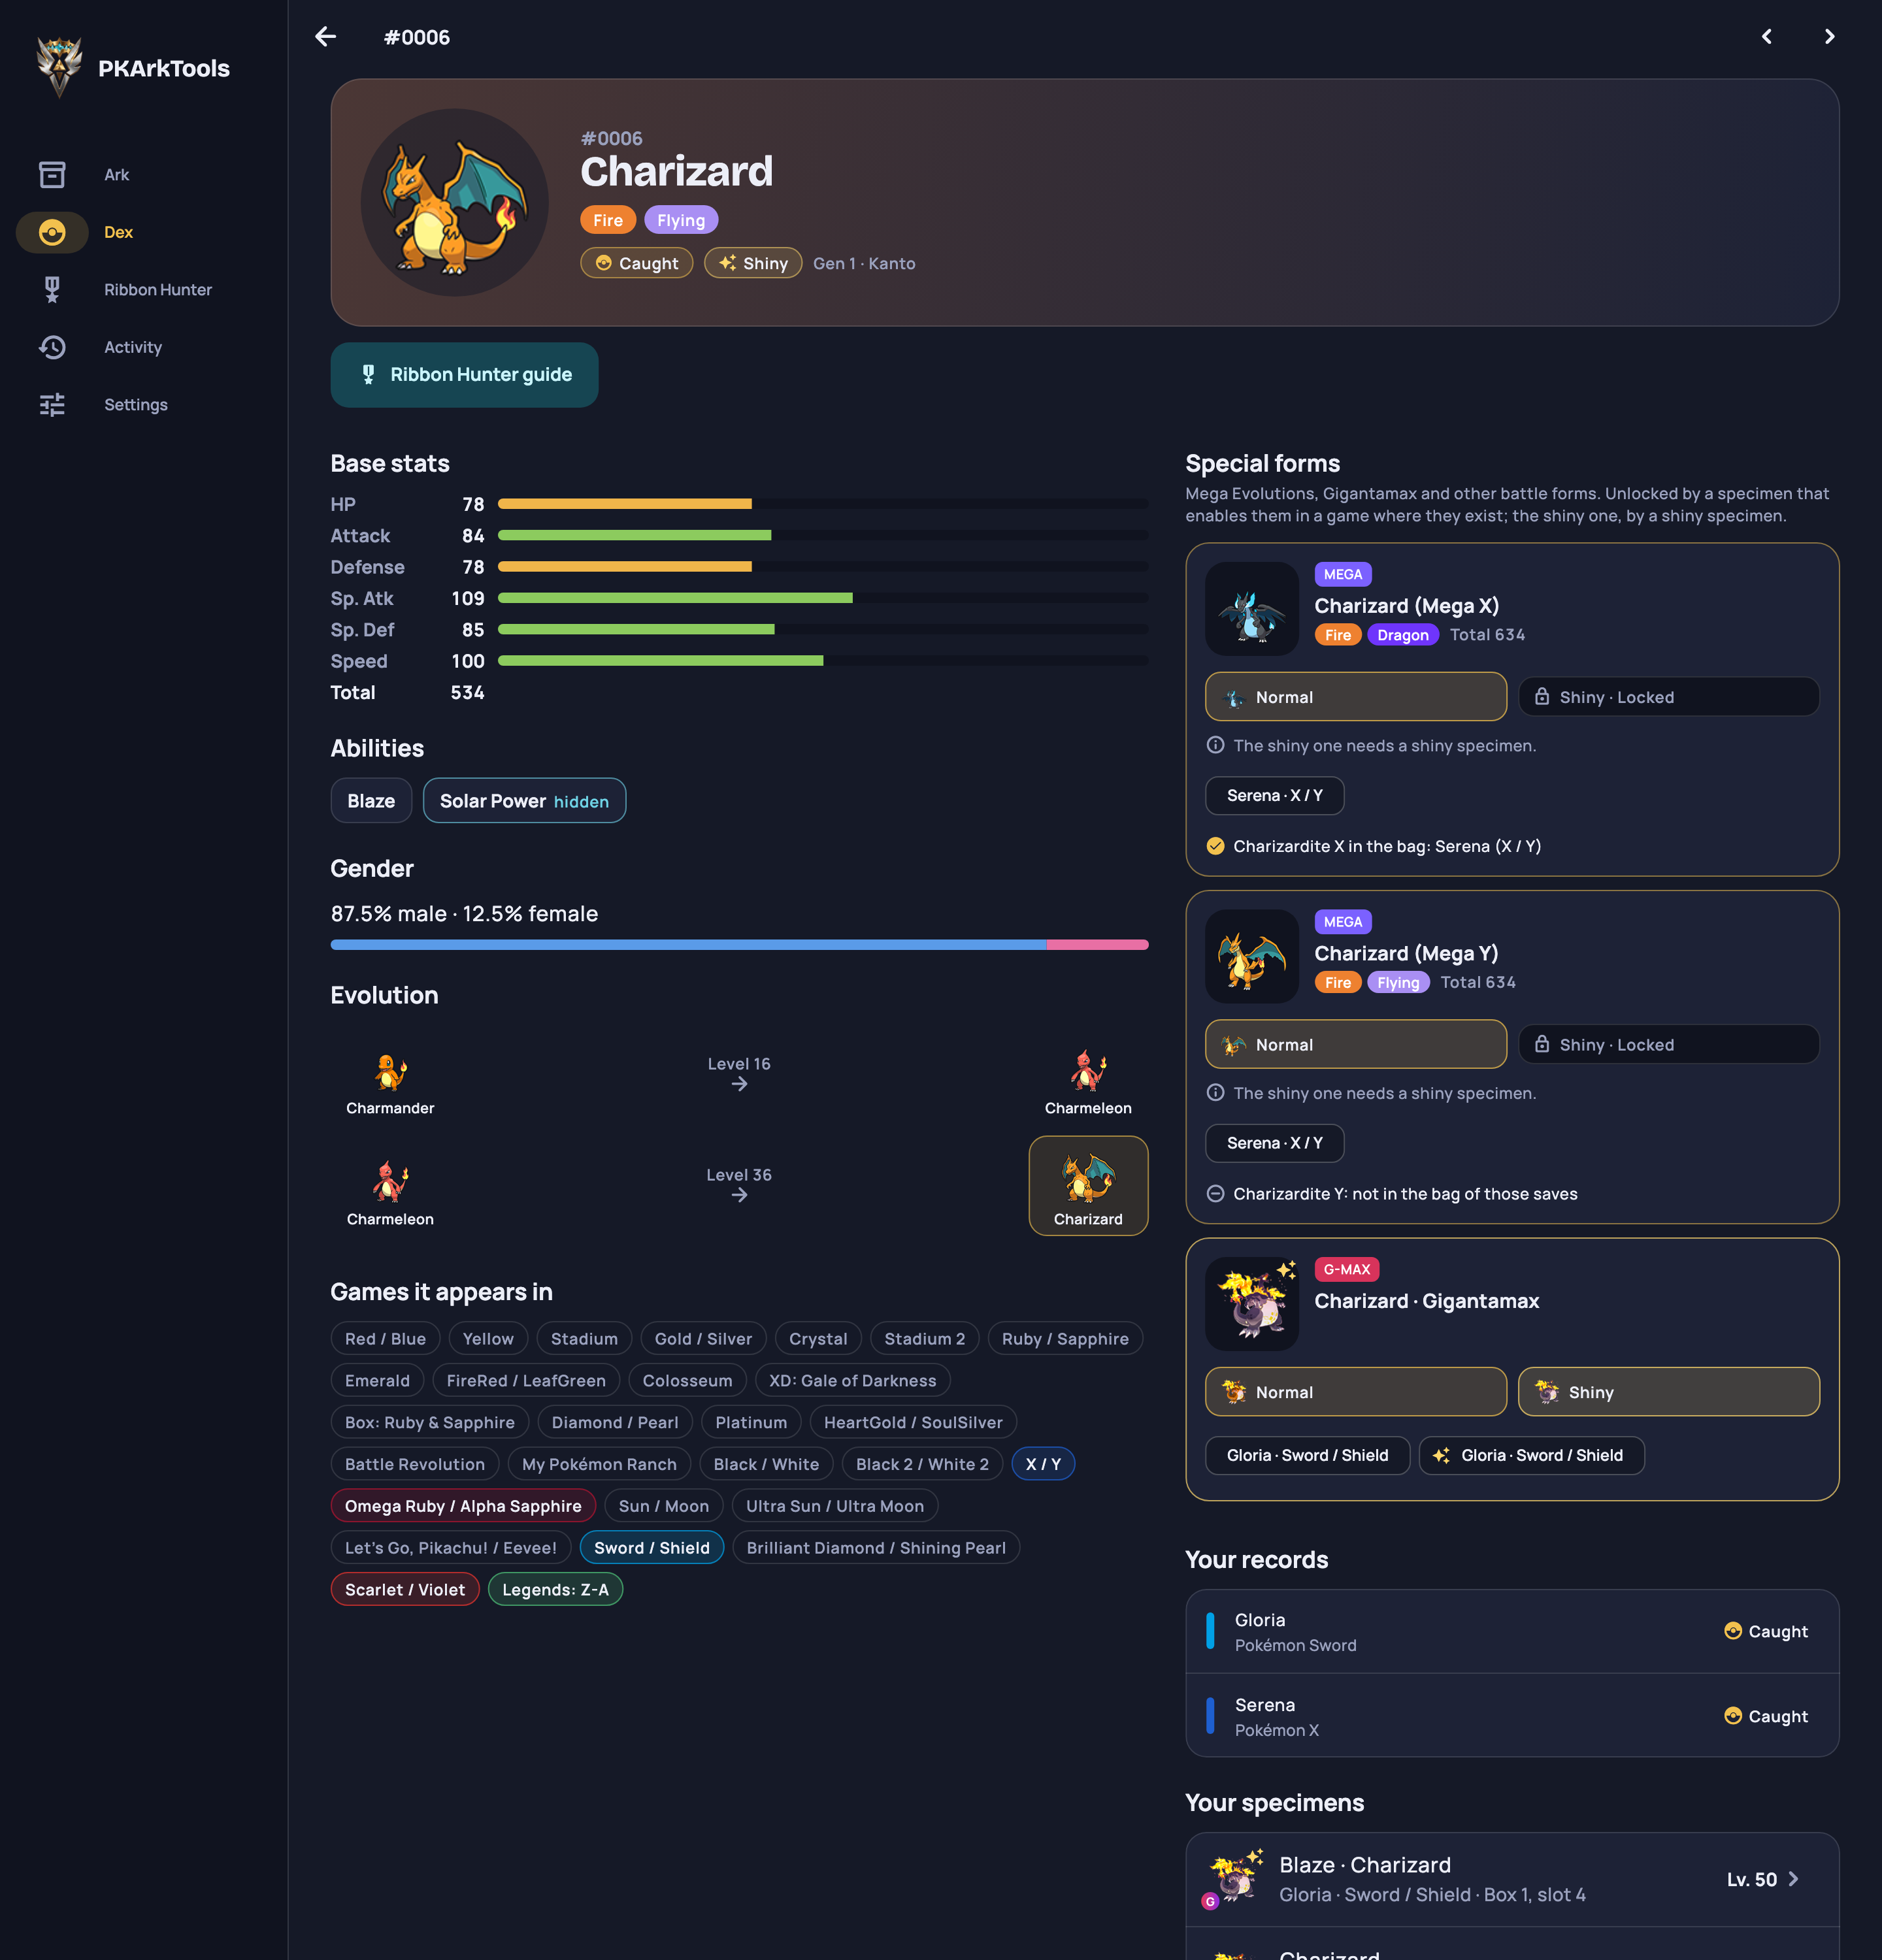 PKArkTools
Ark
Dex
Ribbon Hunter
Activity
Settings
#0006
#0006
Charizard
Fire Flying
Caught Shiny Gen 1 · Kanto
Ribbon Hunter guide
Base stats
HP 78
Attack 84
Defense 78
Sp. Atk 109
Sp. Def 85
Speed 100
Total 534
Abilities
Blaze Solar Power hidden
Gender
87.5% male · 12.5% female
Evolution
Level 16
Charmander Charmeleon
Level 36
Charmeleon Charizard
Games it appears in
Red / Blue Yellow Stadium Gold / Silver Crystal Stadium 2 Ruby / Sapphire
Emerald FireRed / LeafGreen Colosseum XD: Gale of Darkness
Box: Ruby & Sapphire Diamond / Pearl Platinum HeartGold / SoulSilver
Battle Revolution My Pokémon Ranch Black / White Black 2 / White 2 X / Y
Omega Ruby / Alpha Sapphire Sun / Moon Ultra Sun / Ultra Moon
Let's Go, Pikachu! / Eevee! Sword / Shield Brilliant Diamond / Shining Pearl
Scarlet / Violet Legends: Z-A
Special forms
Mega Evolutions, Gigantamax and other battle forms. Unlocked by a specimen that
enables them in a game where they exist; the shiny one, by a shiny specimen.
MEGA
Charizard (Mega X)
Fire Dragon Total 634
Normal Shiny · Locked
The shiny one needs a shiny specimen.
Serena · X / Y
Charizardite X in the bag: Serena (X / Y)
MEGA
Charizard (Mega Y)
Fire Flying Total 634
Normal Shiny · Locked
The shiny one needs a shiny specimen.
Serena · X / Y
Charizardite Y: not in the bag of those saves
G-MAX
Charizard · Gigantamax
Normal Shiny
Gloria · Sword / Shield Gloria · Sword / Shield
Your records
Gloria
Pokémon Sword
Caught
Serena
Pokémon X
Caught
Your specimens
Blaze · Charizard
Gloria · Sword / Shield · Box 1, slot 4
Lv. 50
G
Charizard